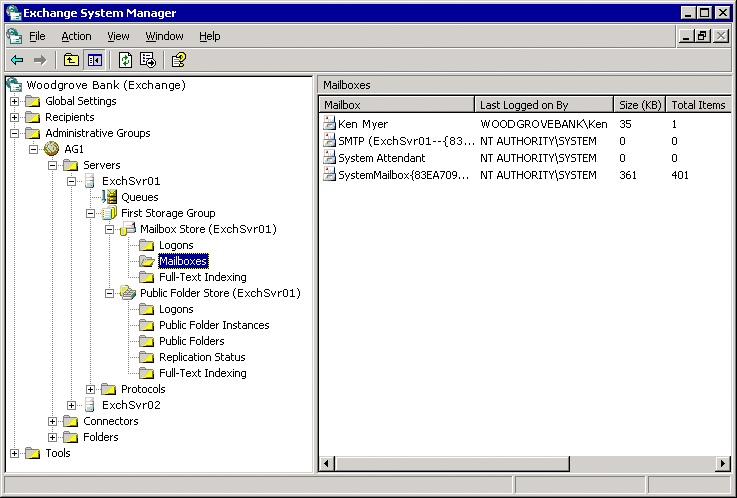 Exchange System Manager
File Action View Window Help
Woodgrove Bank (Exchange)
Global Settings
Recipients
Administrative Groups
AG1
Servers
ExchSvr01
Queues
First Storage Group
Mailbox Store (ExchSvr01)
Logons
Mailboxes
Full-Text Indexing
Public Folder Store (ExchSvr01)
Logons
Public Folder Instances
Public Folders
Replication Status
Full-Text Indexing
Protocols
ExchSvr02
Connectors
Folders
Tools
Mailboxes
Mailbox Last Logged on By Size (KB) Total Items
Ken Myer WOODGROVEBANK\Ken 35 1
SMTP (ExchSvr01--{83... NT AUTHORITY\SYSTEM 0 0
System Attendant NT AUTHORITY\SYSTEM 0 0
SystemMailbox{83EA709... NT AUTHORITY\SYSTEM 361 401